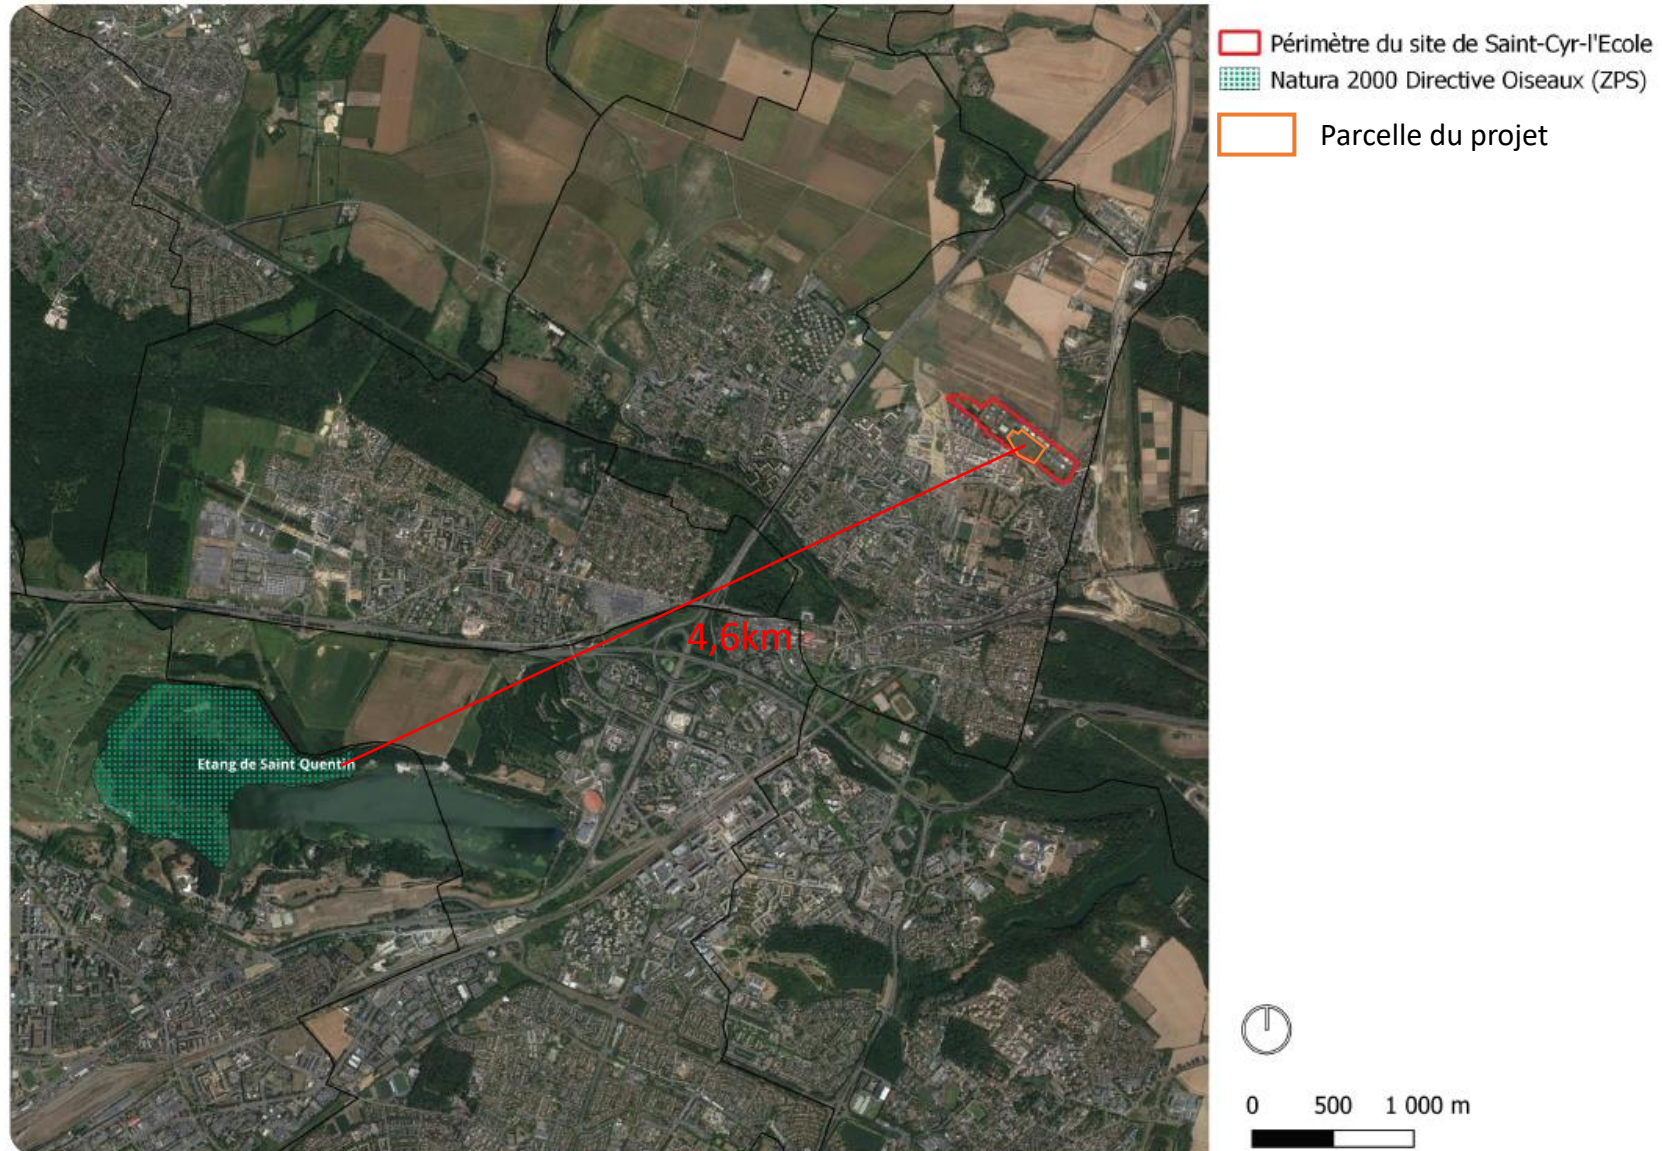 Périmètre du site de Saint-Cyr-l'Ecole
Natura 2000 Directive Oiseaux (ZPS)
Parcelle du projet
4,6km
Etang de Saint Quentin
0 500 1 000 m